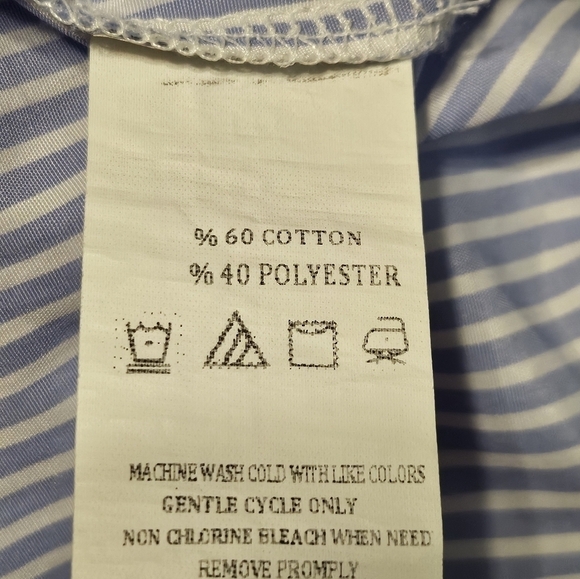 % 60 COTTON
% 40 POLYESTER
MACHINE WASH COLD WITH LIKE COLORS
GENTLE CYCLE ONLY
NON CHLORINE BLEACH WHEN NEED
REMOVE PROMPLY